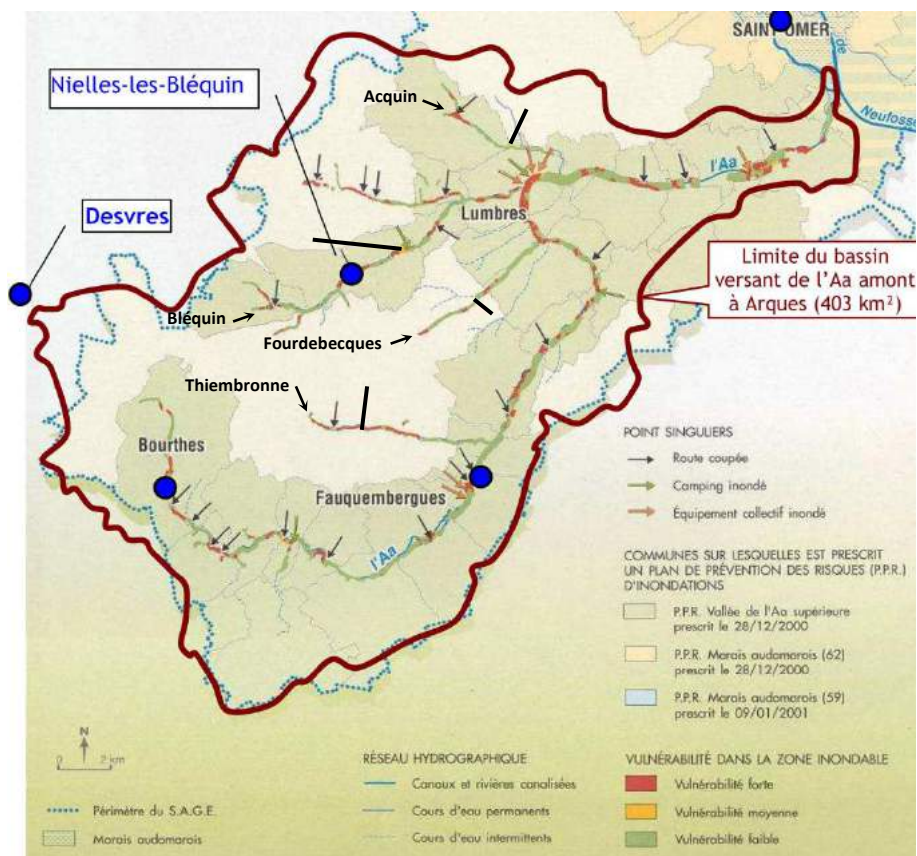 SAINT-OMER
de
Neufossé
Nielles-les-Bléquin
Acquin
l'Aa
Desvres
Lumbres
Limite du bassin
versant de l'Aa amont
à Arques (403 km²)
Bléquin
Fourdebecques
Thiembronne
Bourthes
Fauquembergues
l'Aa
POINT SINGULIERS
Route coupée
Camping inondé
Équipement collectif inondé
COMMUNES SUR LESQUELLES EST PRESCRIT
UN PLAN DE PRÉVENTION DES RISQUES (P.P.R.)
D'INONDATIONS
P.P.R. Vallée de l'Aa supérieure
prescrit le 28/12/2000
P.P.R. Marais audomarois (62)
prescrit le 28/12/2000
P.P.R. Marais audomarois (59)
prescrit le 09/01/2001
N
0 2 km
Périmètre du S.A.G.E.
Marais audomarois
RÉSEAU HYDROGRAPHIQUE
Canaux et rivières canalisées
Cours d'eau permanents
Cours d'eau intermittents
VULNÉRABILITÉ DANS LA ZONE INONDABLE
Vulnérabilité forte
Vulnérabilité moyenne
Vulnérabilité faible